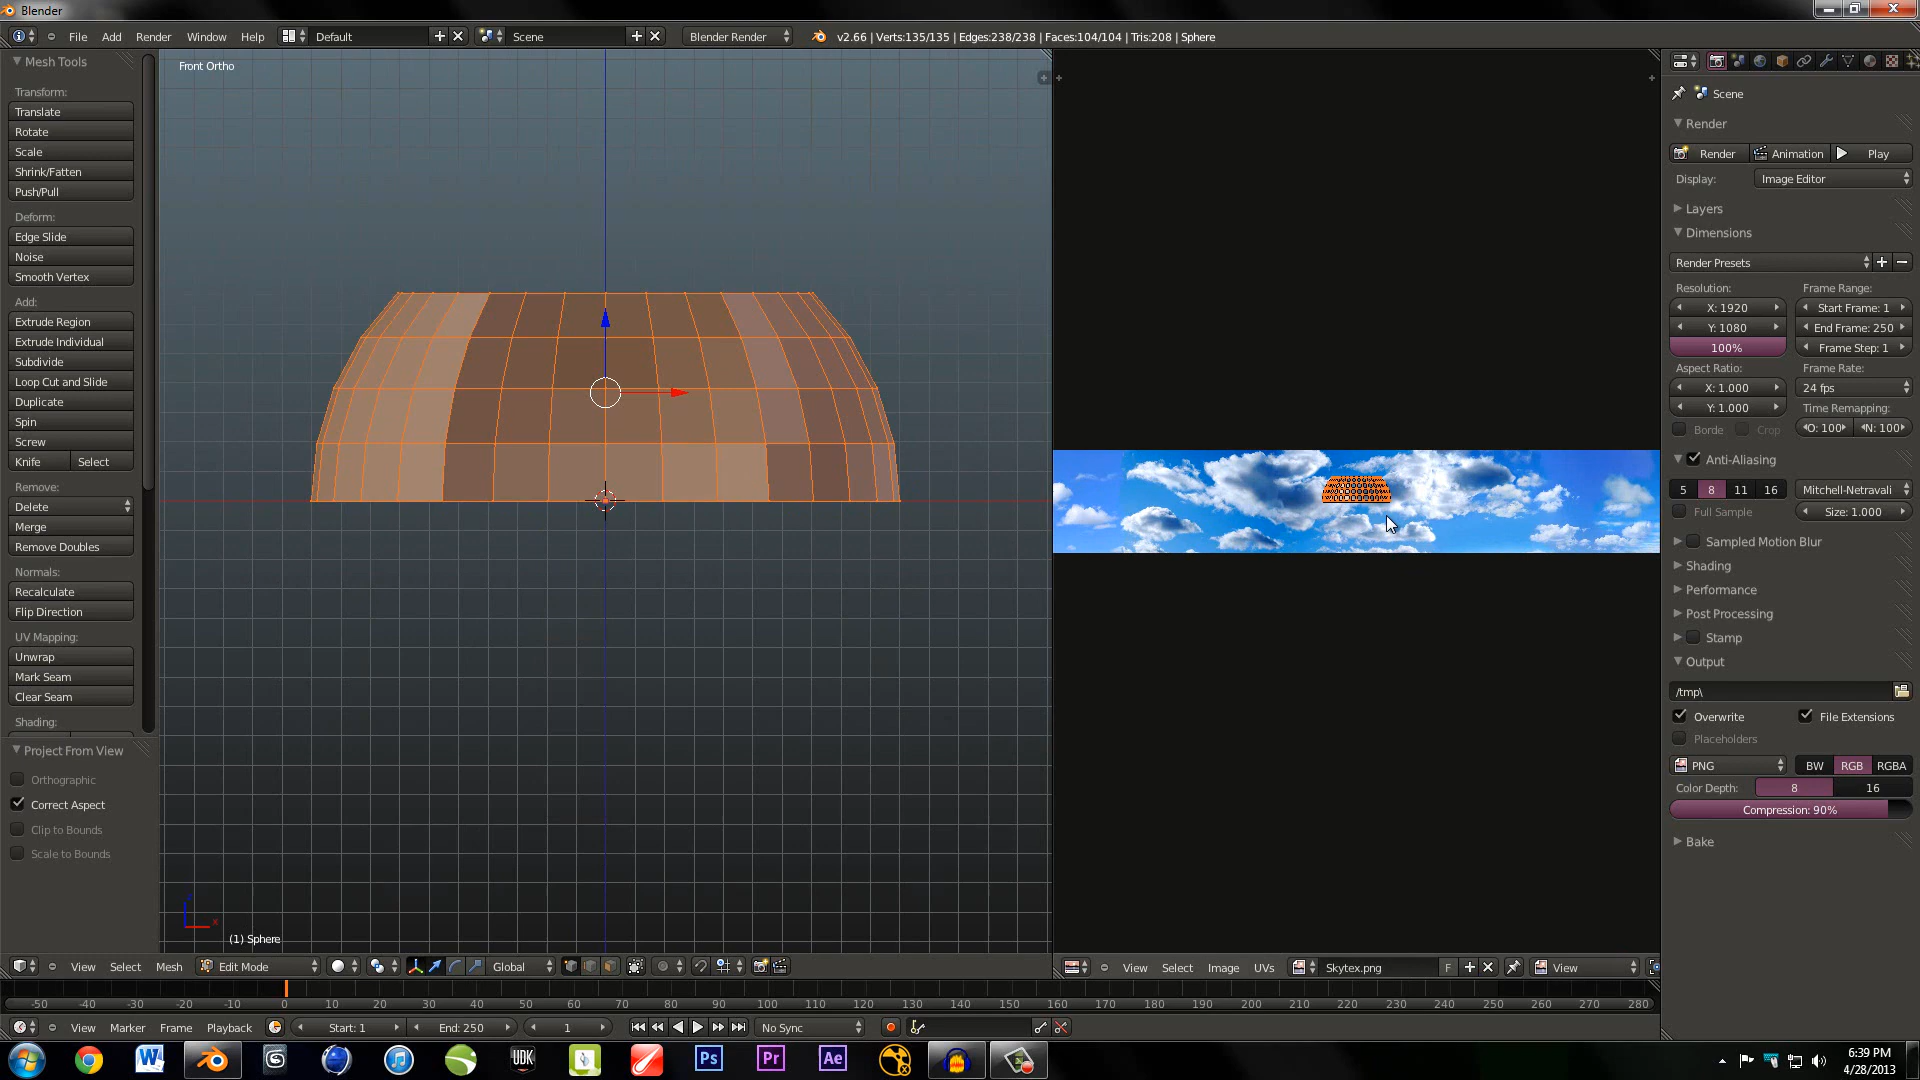 Blender
File Add Render Window Help Default Scene Blender Render v2.66 | Verts:135/135 | Edges:238/238 | Faces:104/104 | Tris:208 | Sphere
Mesh Tools
Transform:
Translate
Rotate
Scale
Shrink/Fatten
Push/Pull
Deform:
Edge Slide
Noise
Smooth Vertex
Add:
Extrude Region
Extrude Individual
Subdivide
Loop Cut and Slide
Duplicate
Spin
Screw
Knife Select
Remove:
Delete
Merge
Remove Doubles
Normals:
Recalculate
Flip Direction
UV Mapping:
Unwrap
Mark Seam
Clear Seam
Shading:
Project From View
Orthographic
Correct Aspect
Clip to Bounds
Scale to Bounds
Front Ortho
x
(1) Sphere
View Select Mesh Edit Mode Global
View Select Image UVs Skytex.png F View
Scene
Render
Render Animation Play
Display: Image Editor
Layers
Dimensions
Render Presets
Resolution: Frame Range:
X: 1920 Start Frame: 1
Y: 1080 End Frame: 250
100% Frame Step: 1
Aspect Ratio: Frame Rate:
X: 1.000 24 fps
Y: 1.000 Time Remapping:
Borde Crop O: 100 N: 100
Anti-Aliasing
5 8 11 16 Mitchell-Netravali
Full Sample Size: 1.000
Sampled Motion Blur
Shading
Performance
Post Processing
Stamp
Output
/tmp\
Overwrite File Extensions
Placeholders
PNG BW RGB RGBA
Color Depth: 8 16
Compression: 90%
Bake
-50 -40 -30 -20 -10 0 10 20 30 40 50 60 70 80 90 100 110 120 130 140 150 160 170 180 190 200 210 220 230 240 250 260 270 280
View Marker Frame Playback Start: 1 End: 250 1 No Sync
W UDK Ps Pr Ae
6:39 PM
4/28/2013